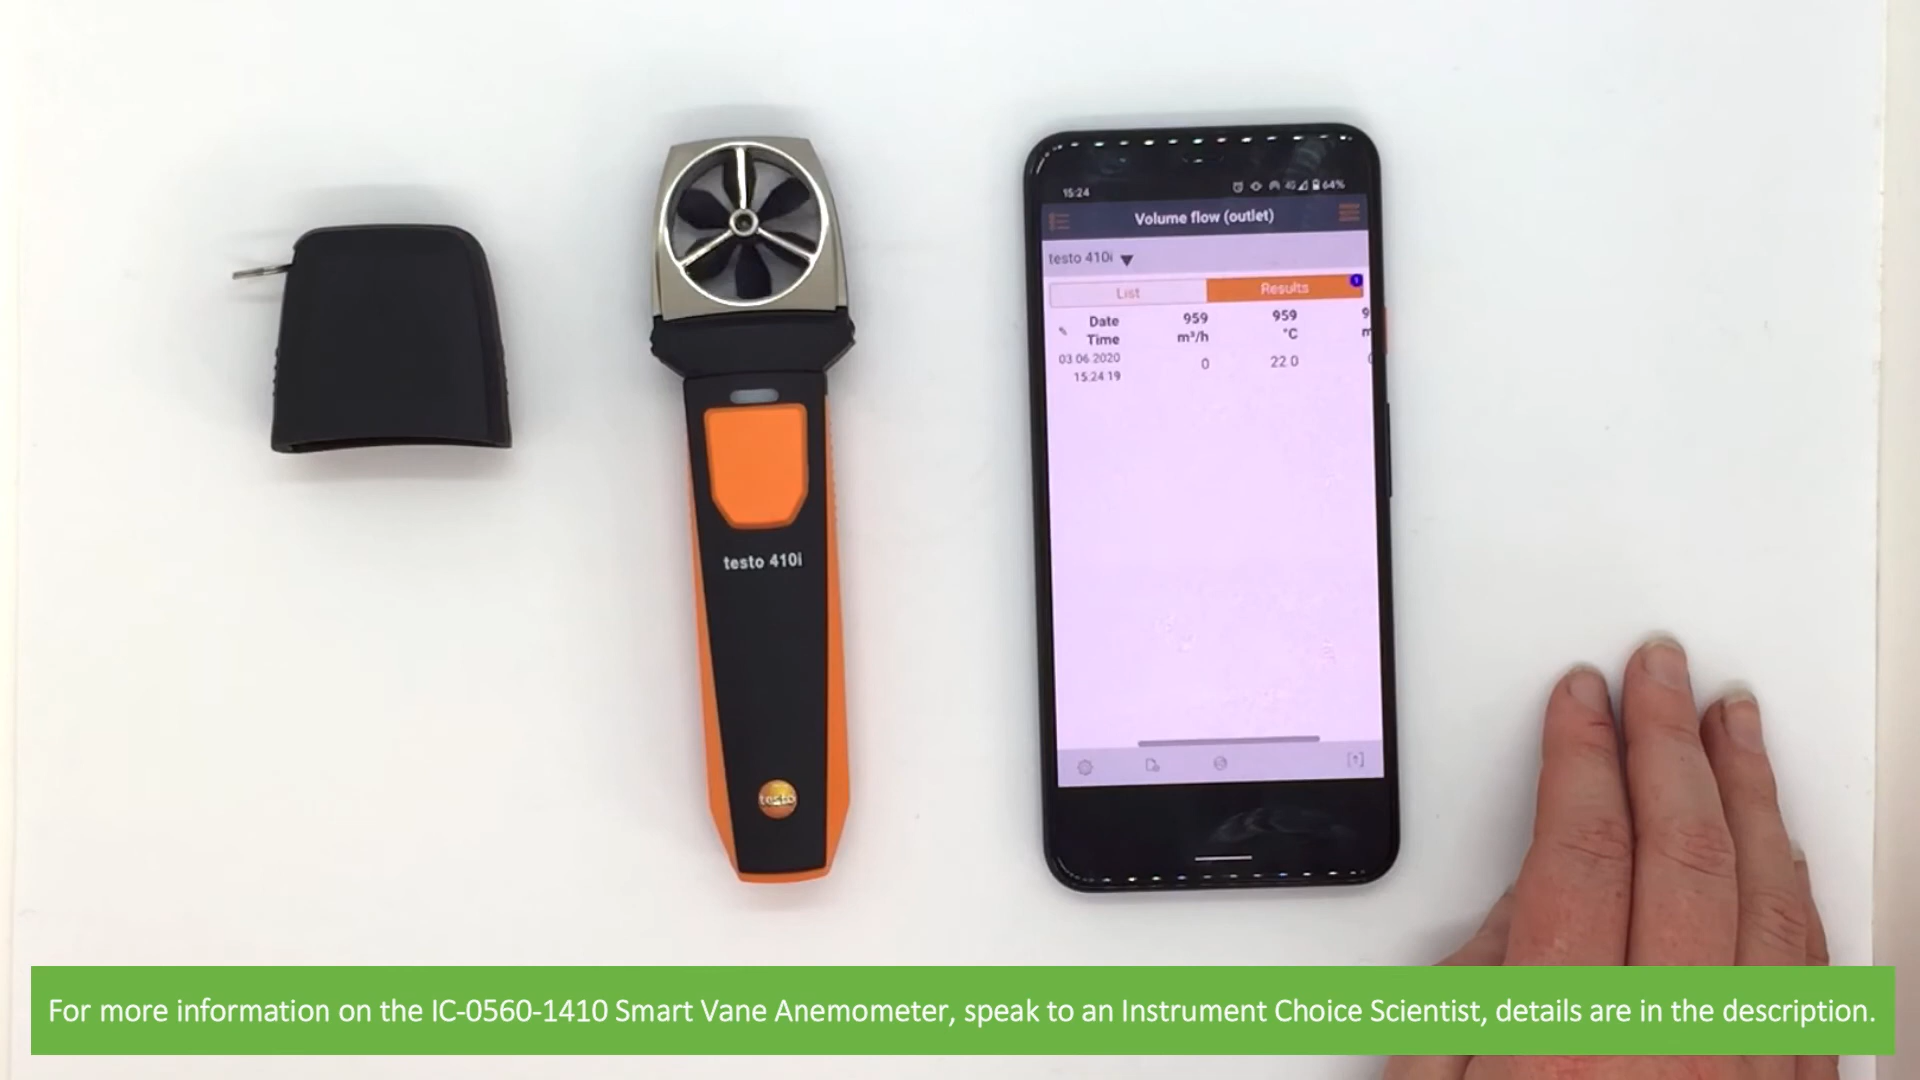 15:24
4G 64%
Volume flow (outlet)
testo 410i
List Results 1
Date 959 959
Time m³/h °C
03 06 2020
15:24 19 0 22.0
testo 410i
testo
For more information on the IC-0560-1410 Smart Vane Anemometer, speak to an Instrument Choice Scientist, details are in the description.